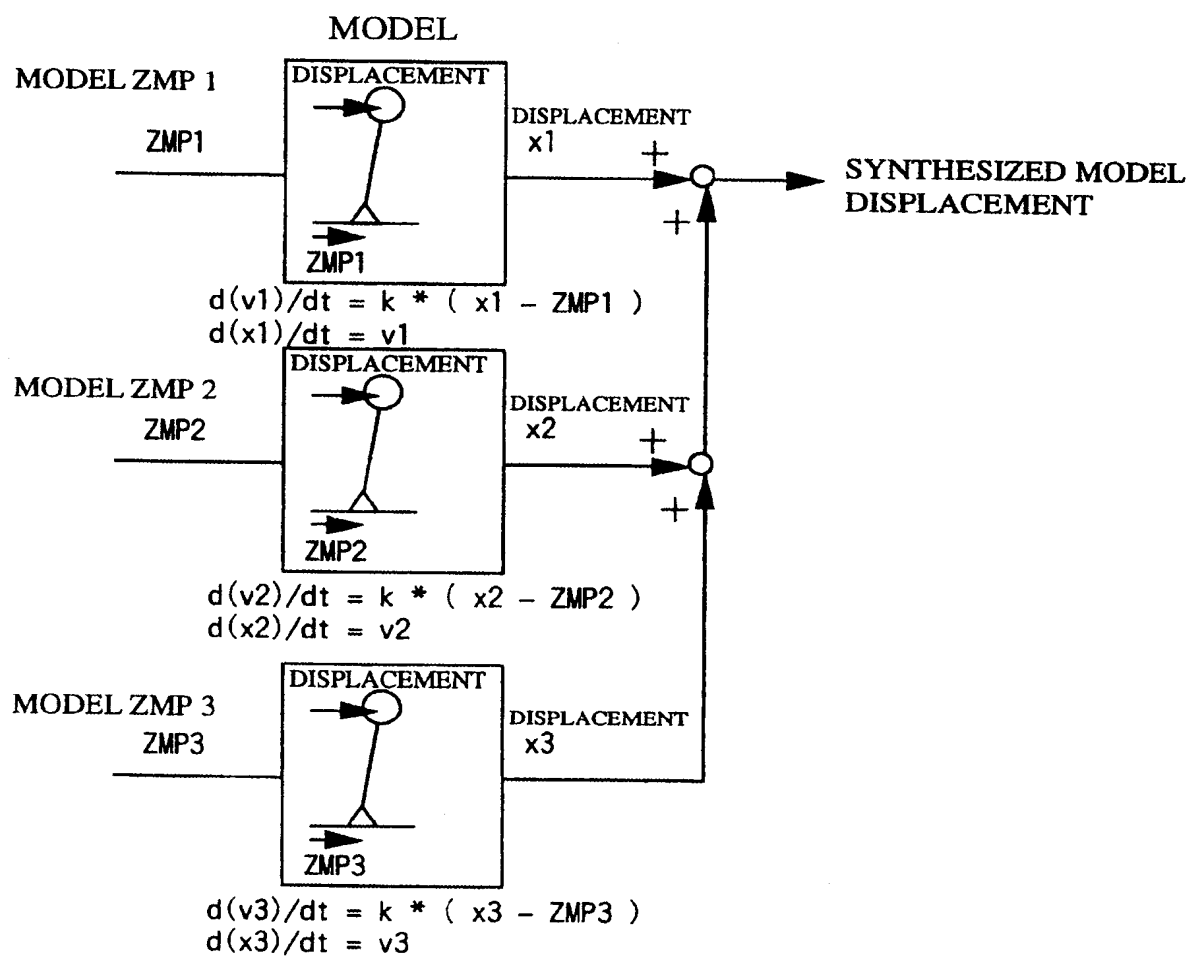 MODEL
MODEL ZMP 1
ZMP1
DISPLACEMENT
ZMP1
DISPLACEMENT
x1
+
+
SYNTHESIZED MODEL
DISPLACEMENT
d(v1)/dt = k * ( x1 - ZMP1 )
d(x1)/dt = v1
MODEL ZMP 2
ZMP2
DISPLACEMENT
ZMP2
DISPLACEMENT
x2
+
+
d(v2)/dt = k * ( x2 - ZMP2 )
d(x2)/dt = v2
MODEL ZMP 3
ZMP3
DISPLACEMENT
ZMP3
DISPLACEMENT
x3
d(v3)/dt = k * ( x3 - ZMP3 )
d(x3)/dt = v3